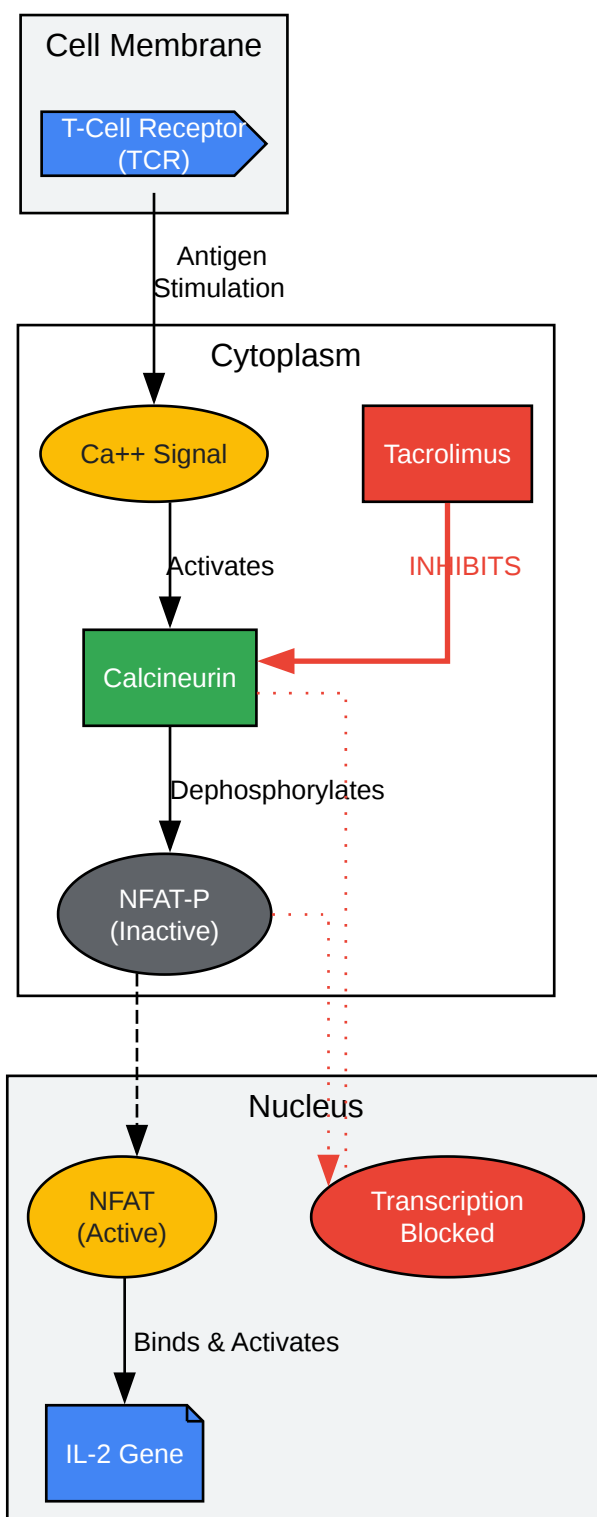 Cell Membrane
T-Cell Receptor
(TCR)
Antigen
Stimulation
Cytoplasm
Ca++ Signal
Tacrolimus
Activates
INHIBITS
Calcineurin
Dephosphorylates
NFAT-P
(Inactive)
Nucleus
NFAT
(Active)
Transcription
Blocked
Binds & Activates
IL-2 Gene